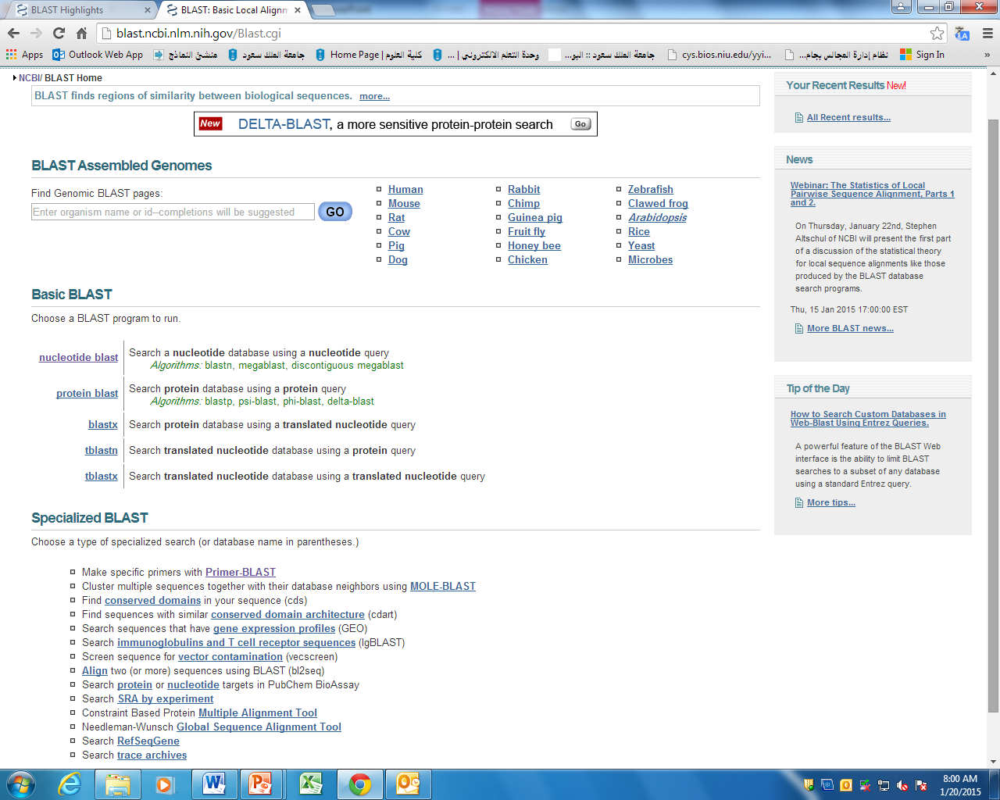 BLAST Highlights
BLAST: Basic Local Alignm
blast.ncbi.nlm.nih.gov/Blast.cgi
Apps Outlook Web App منشئ النماذج جامعة الملك سعود Home Page | كلية العلوم وحدة التعلم الالكتروني | ... جامعة الملك سعود :: البو... cys.bios.niu.edu/yyi... نظام إدارة المجالس بجام... Sign In »
NCBI/ BLAST Home
BLAST finds regions of similarity between biological sequences. more...
New DELTA-BLAST, a more sensitive protein-protein search Go
BLAST Assembled Genomes
Find Genomic BLAST pages:
Enter organism name or id--completions will be suggested GO
Human
Mouse
Rat
Cow
Pig
Dog
Rabbit
Chimp
Guinea pig
Fruit fly
Honey bee
Chicken
Zebrafish
Clawed frog
Arabidopsis
Rice
Yeast
Microbes
Basic BLAST
Choose a BLAST program to run.
nucleotide blast Search a nucleotide database using a nucleotide query
Algorithms: blastn, megablast, discontiguous megablast
protein blast Search protein database using a protein query
Algorithms: blastp, psi-blast, phi-blast, delta-blast
blastx Search protein database using a translated nucleotide query
tblastn Search translated nucleotide database using a protein query
tblastx Search translated nucleotide database using a translated nucleotide query
Specialized BLAST
Choose a type of specialized search (or database name in parentheses.)
Make specific primers with Primer-BLAST
Cluster multiple sequences together with their database neighbors using MOLE-BLAST
Find conserved domains in your sequence (cds)
Find sequences with similar conserved domain architecture (cdart)
Search sequences that have gene expression profiles (GEO)
Search immunoglobulins and T cell receptor sequences (IgBLAST)
Screen sequence for vector contamination (vecscreen)
Align two (or more) sequences using BLAST (bl2seq)
Search protein or nucleotide targets in PubChem BioAssay
Search SRA by experiment
Constraint Based Protein Multiple Alignment Tool
Needleman-Wunsch Global Sequence Alignment Tool
Search RefSeqGene
Search trace archives
Your Recent Results New!
All Recent results...
News
Webinar: The Statistics of Local
Pairwise Sequence Alignment, Parts 1
and 2.
On Thursday, January 22nd, Stephen
Altschul of NCBI will present the first part
of a discussion of the statistical theory
for local sequence alignments like those
produced by the BLAST database
search programs.
Thu, 15 Jan 2015 17:00:00 EST
More BLAST news...
Tip of the Day
How to Search Custom Databases in
Web-Blast Using Entrez Queries.
A powerful feature of the BLAST Web
interface is the ability to limit BLAST
searches to a subset of any database
using a standard Entrez query.
More tips...
8:00 AM
1/20/2015